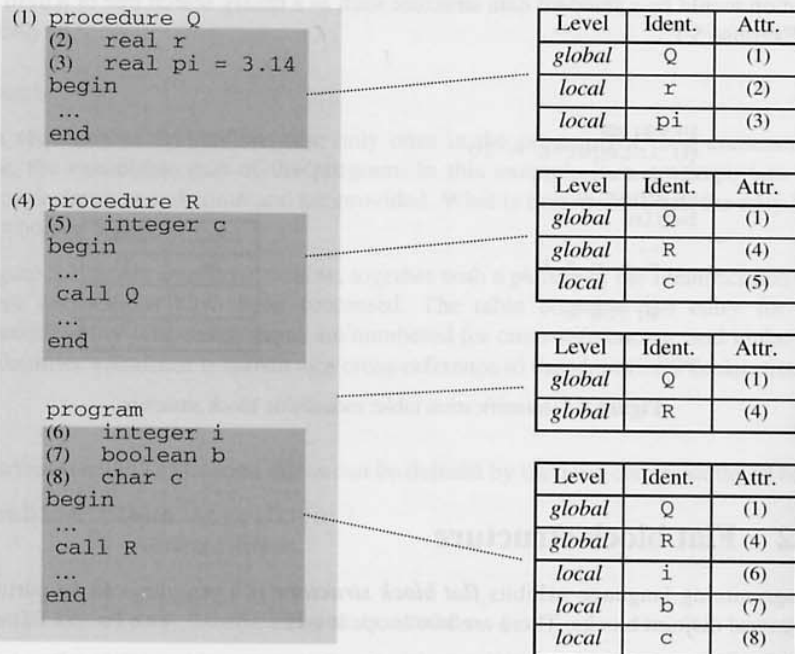 (1) procedure Q
(2) real r
(3) real pi = 3.14
begin
...
end
(4) procedure R
(5) integer c
begin
...
call Q
...
end
program
(6) integer i
(7) boolean b
(8) char c
begin
...
call R
...
end
Level Ident. Attr.
global Q (1)
local r (2)
local pi (3)
Level Ident. Attr.
global Q (1)
global R (4)
local c (5)
Level Ident. Attr.
global Q (1)
global R (4)
Level Ident. Attr.
global Q (1)
global R (4)
local i (6)
local b (7)
local c (8)